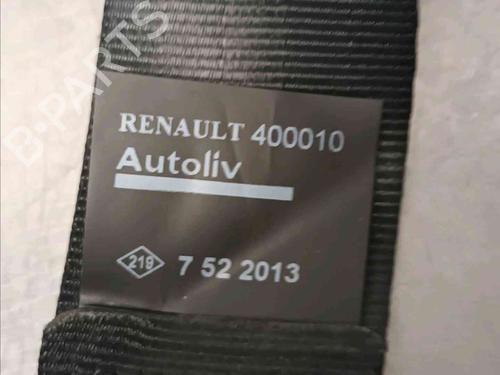 B-PARTS
RENAULT 400010
Autoliv
219 7 52 2013